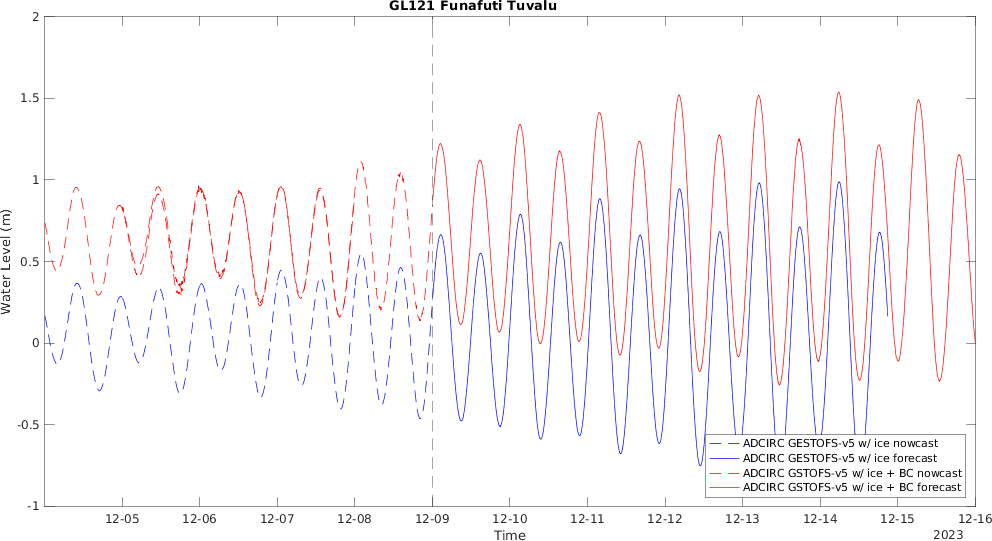 GL121 Funafuti Tuvalu
2
1.5
1
0.5
0
-0.5
-1
Water Level (m)
12-05 12-06 12-07 12-08 12-09 12-10 12-11 12-12 12-13 12-14 12-15 12-16
Time
2023
ADCIRC GESTOFS-v5 w/ ice nowcast
ADCIRC GESTOFS-v5 w/ ice forecast
ADCIRC GSTOFS-v5 w/ ice + BC nowcast
ADCIRC GSTOFS-v5 w/ ice + BC forecast